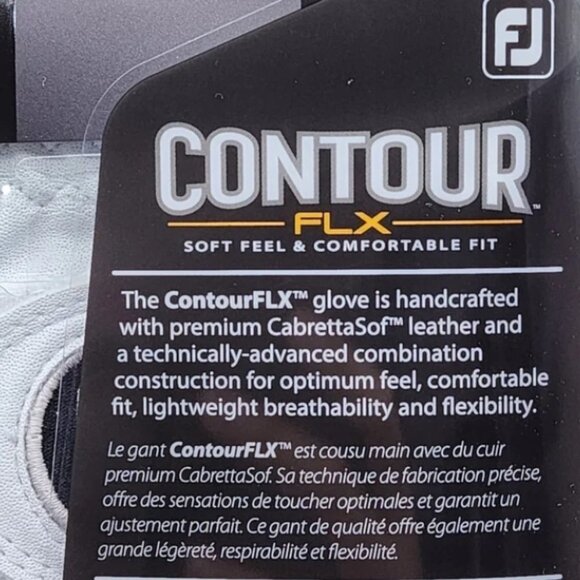 FJ
CONTOUR™
FLX
SOFT FEEL & COMFORTABLE FIT
The ContourFLX™ glove is handcrafted
with premium CabrettaSof™ leather and
a technically-advanced combination
construction for optimum feel, comfortable
fit, lightweight breathability and flexibility.
Le gant ContourFLX™ est cousu main avec du cuir
premium CabrettaSof. Sa technique de fabrication précise,
offre des sensations de toucher optimales et garantit un
ajustement parfait. Ce gant de qualité offre également une
grande légèreté, respirabilité et flexibilité.